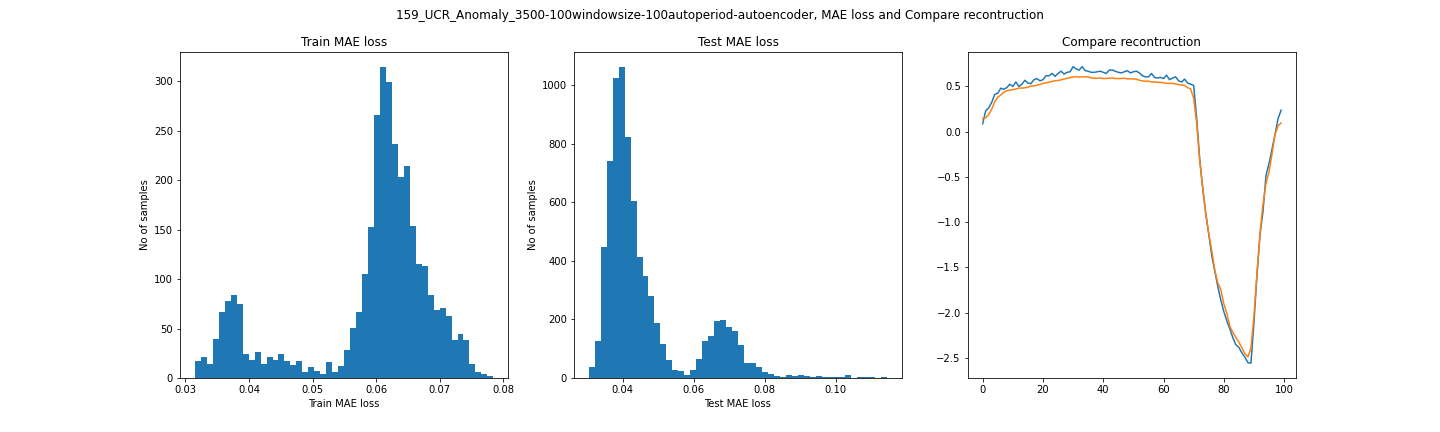 159_UCR_Anomaly_3500-100windowsize-100autoperiod-autoencoder, MAE loss and Compare recontruction
Train MAE loss
No of samples
300
250
200
150
100
50
0
0.03 0.04 0.05 0.06 0.07 0.08
Train MAE loss
Test MAE loss
No of samples
1000
800
600
400
200
0
0.04 0.06 0.08 0.10
Test MAE loss
Compare recontruction
0.5
0.0
−0.5
−1.0
−1.5
−2.0
−2.5
0 20 40 60 80 100